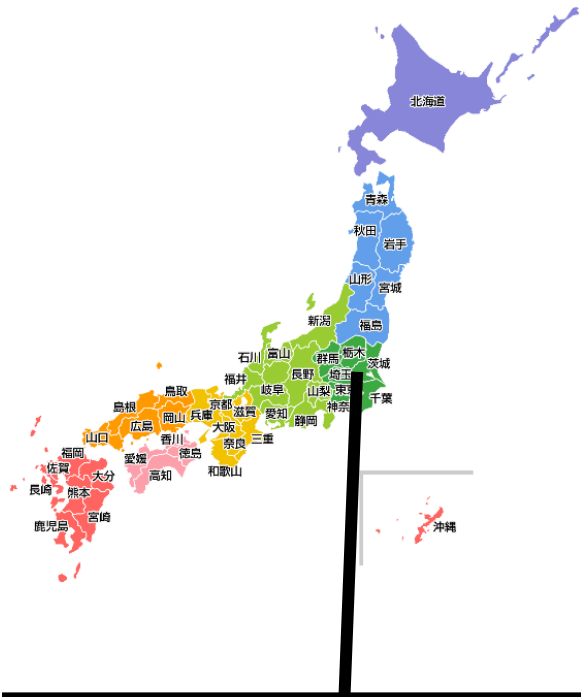 北海道
青森
秋田
岩手
山形
宮城
新潟
福島
石川
富山
群馬
栃木
茨城
福井
長野
埼玉
岐阜
山梨
東
千葉
鳥取
島根
岡山
兵庫
京都
滋賀
愛知
静岡
神奈
広島
大阪
山口
香川
奈良
三重
福岡
愛媛
徳島
和歌山
佐賀
大分
高知
長崎
熊本
宮崎
鹿児島
沖縄